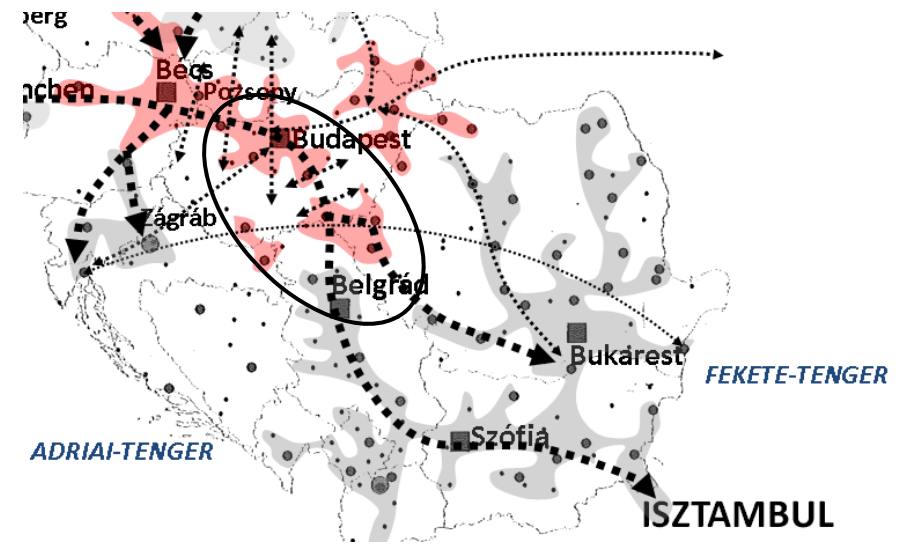 berg
Bécs
nchen
Pozsony
Budapest
Zágráb
Belgrád
Bukarest
FEKETE-TENGER
Szófia
ADRIAI-TENGER
ISZTAMBUL